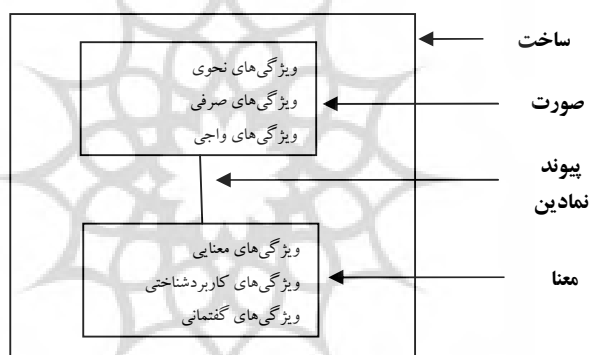 ساخت
ویژگی‌های نحوی
ویژگی‌های صرفی
صورت
ویژگی‌های واجی
پیوند
نمادین
ویژگی‌های معنایی
ویژگی‌های کاربردشناختی
معنا
ویژگی‌های گفتمانی